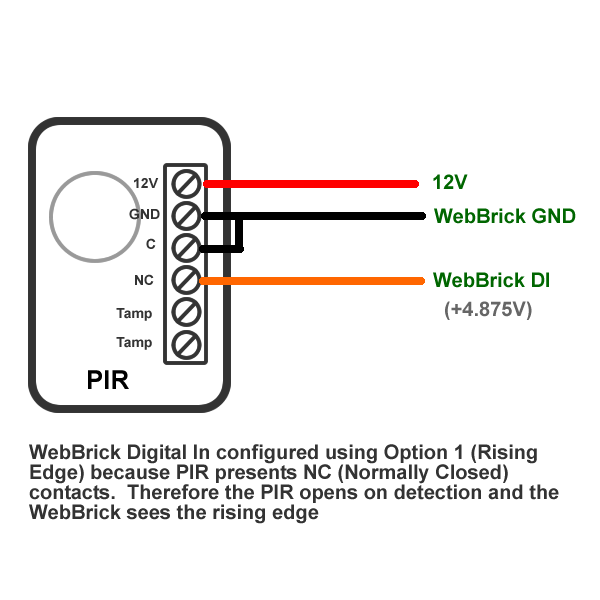 12V
12V
GND
WebBrick GND
C
NC
WebBrick DI
(+4.875V)
Tamp
Tamp
PIR
WebBrick Digital In configured using Option 1 (Rising
Edge) because PIR presents NC (Normally Closed)
contacts.  Therefore the PIR opens on detection and the
WebBrick sees the rising edge